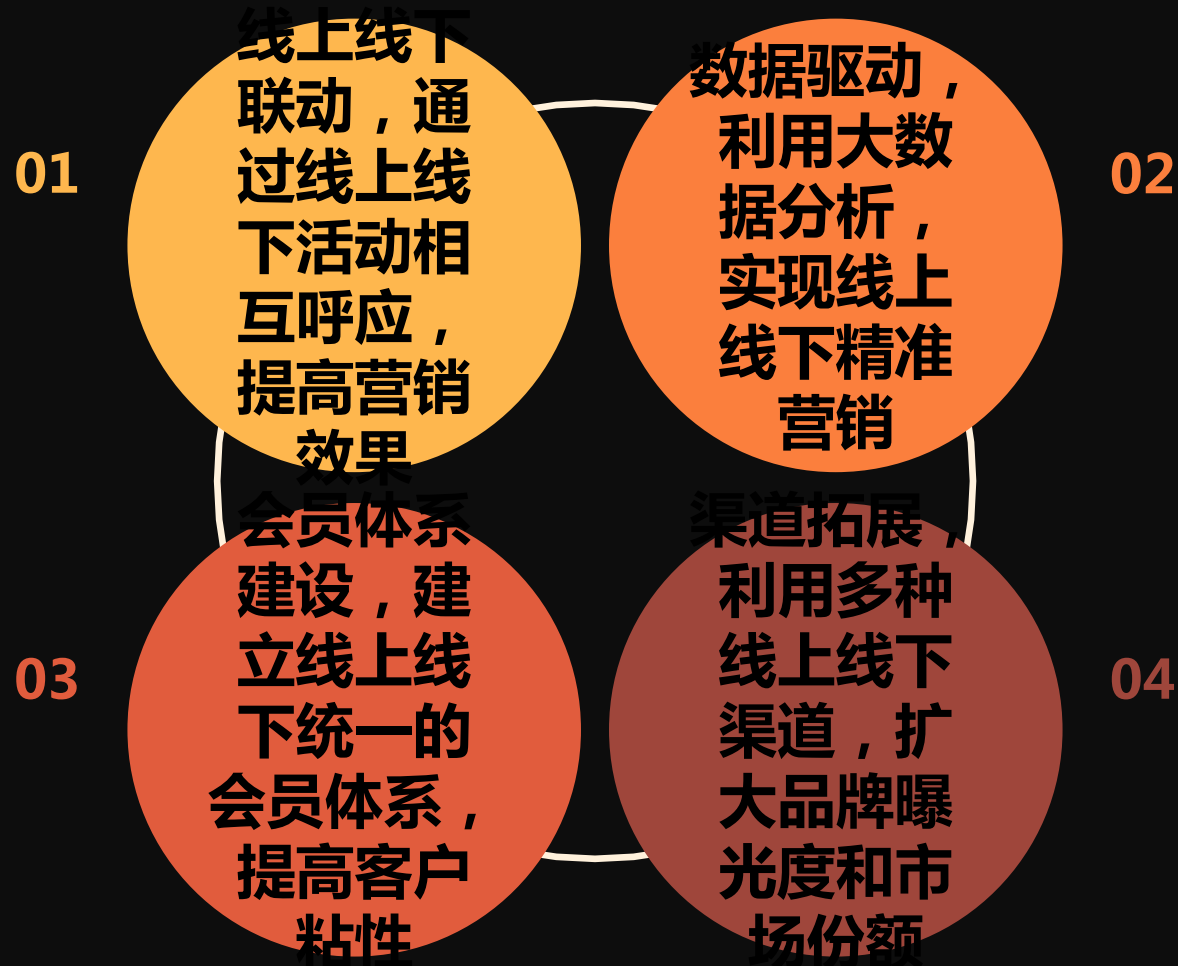 01
线上线下
联动，通
过线上线
下活动相
互呼应，
提高营销
效果
02
数据驱动，
利用大数
据分析，
实现线上
线下精准
营销
03
会员体系
建设，建
立线上线
下统一的
会员体系，
提高客户
粘性
04
渠道拓展，
利用多种
线上线下
渠道，扩
大品牌曝
光度和市
场份额